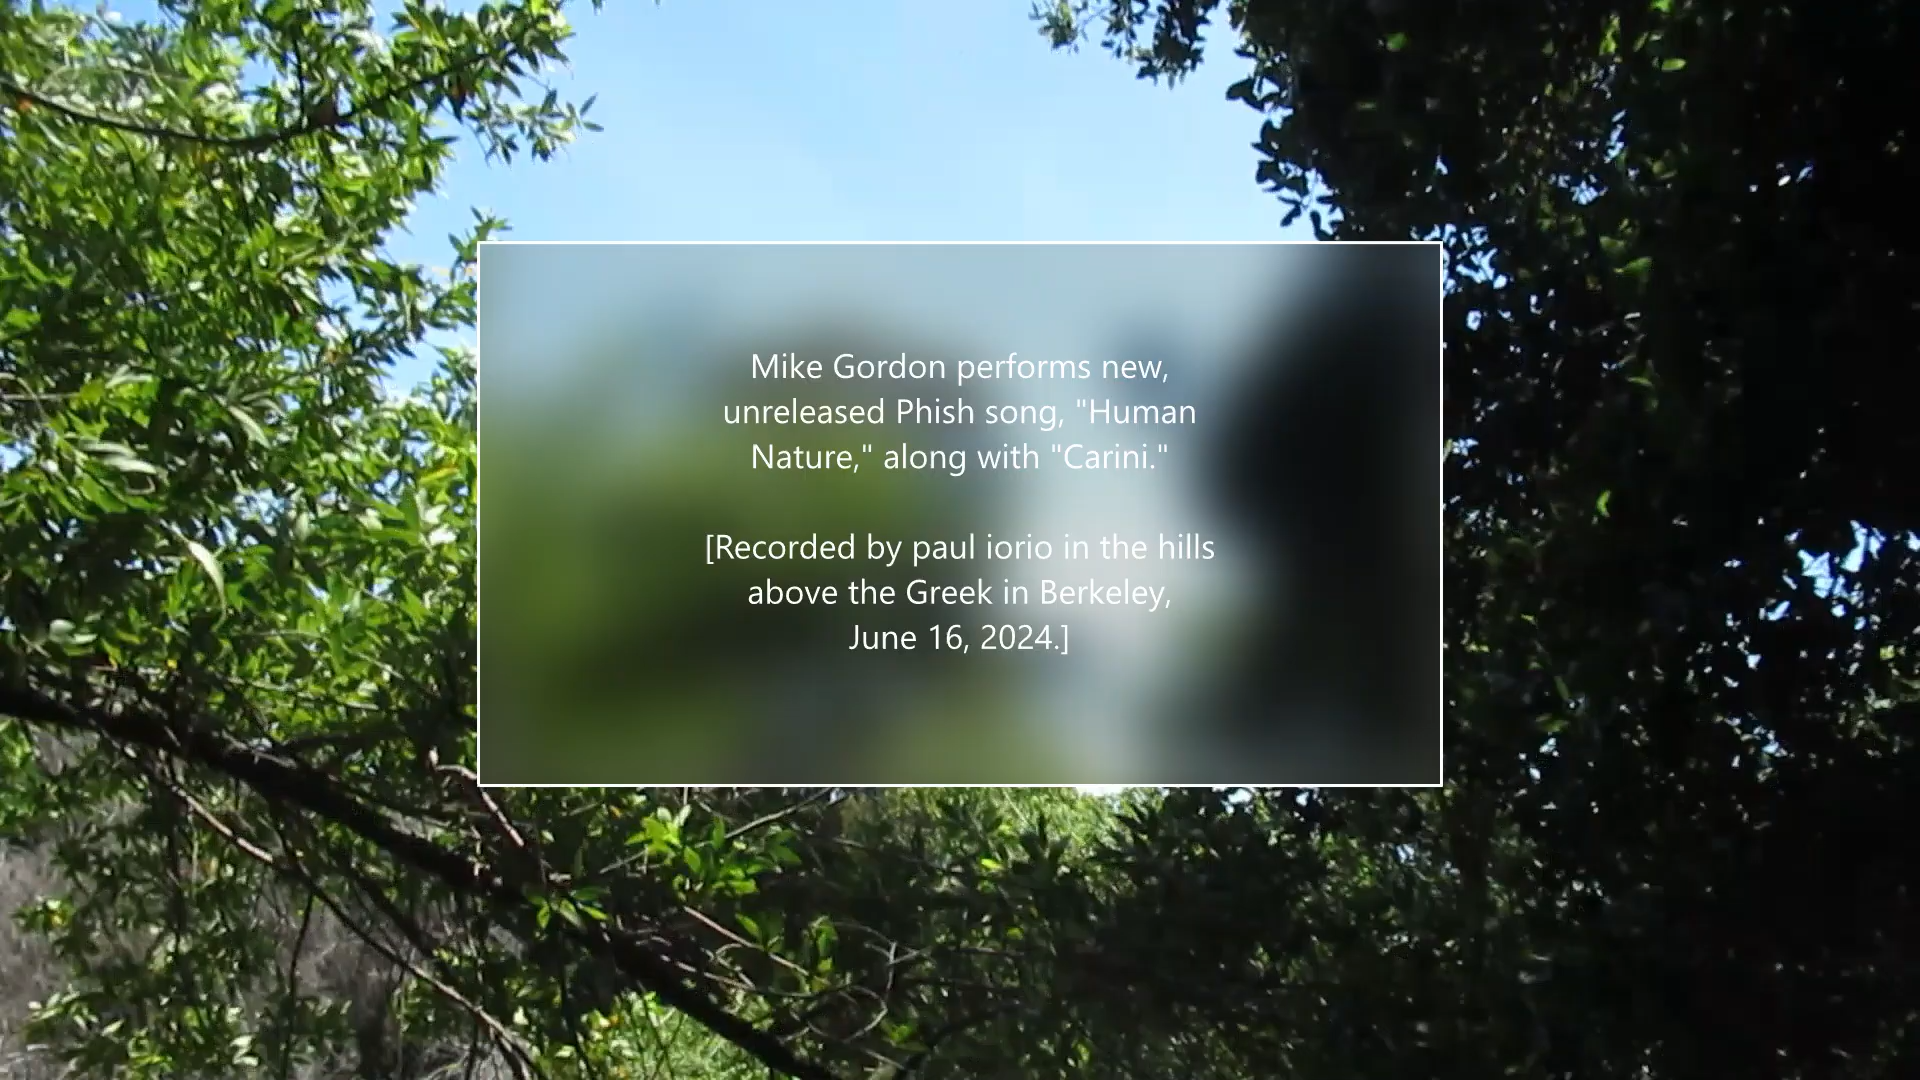 Mike Gordon performs new,
unreleased Phish song, "Human
Nature," along with "Carini."
[Recorded by paul iorio in the hills
above the Greek in Berkeley,
June 16, 2024.]